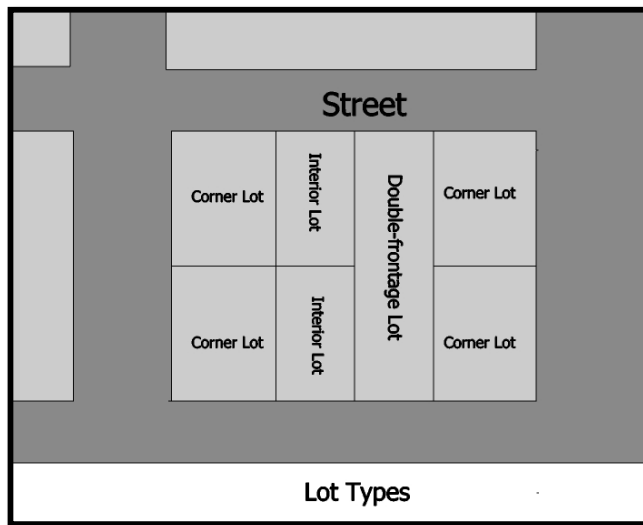 Street
Corner Lot
Interior Lot
Double-frontage Lot
Corner Lot
Corner Lot
Interior Lot
Corner Lot
Lot Types